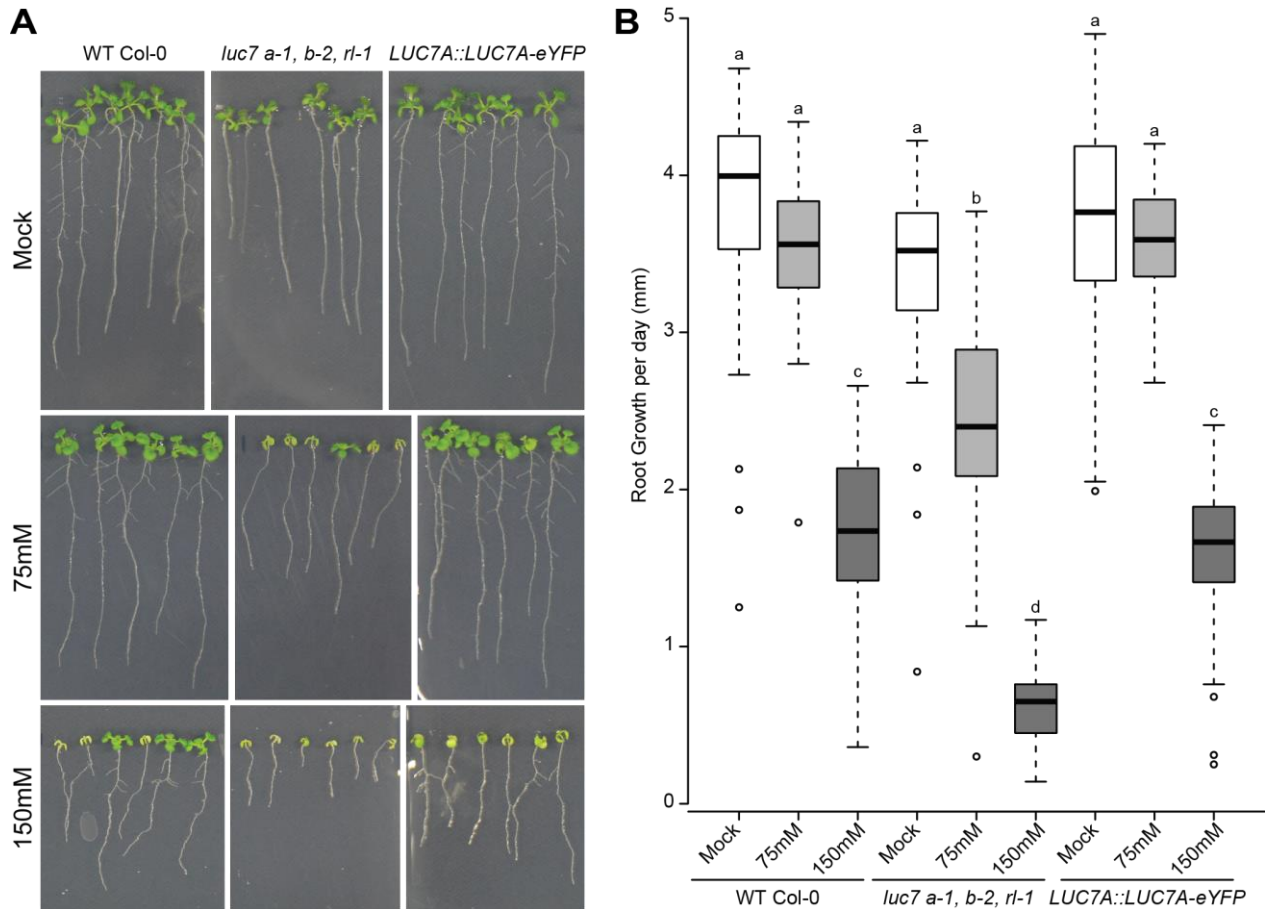 A
WT Col-0
luc7 a-1, b-2, rl-1
LUC7A::LUC7A-eYFP
Mock
75mM
150mM
B
Root Growth per day (mm)
5
4
3
2
1
0
a
a
c
a
b
d
a
a
c
Mock
75mM
150mM
Mock
75mM
150mM
Mock
75mM
150mM
WT Col-0
luc7 a-1, b-2, rl-1
LUC7A::LUC7A-eYFP